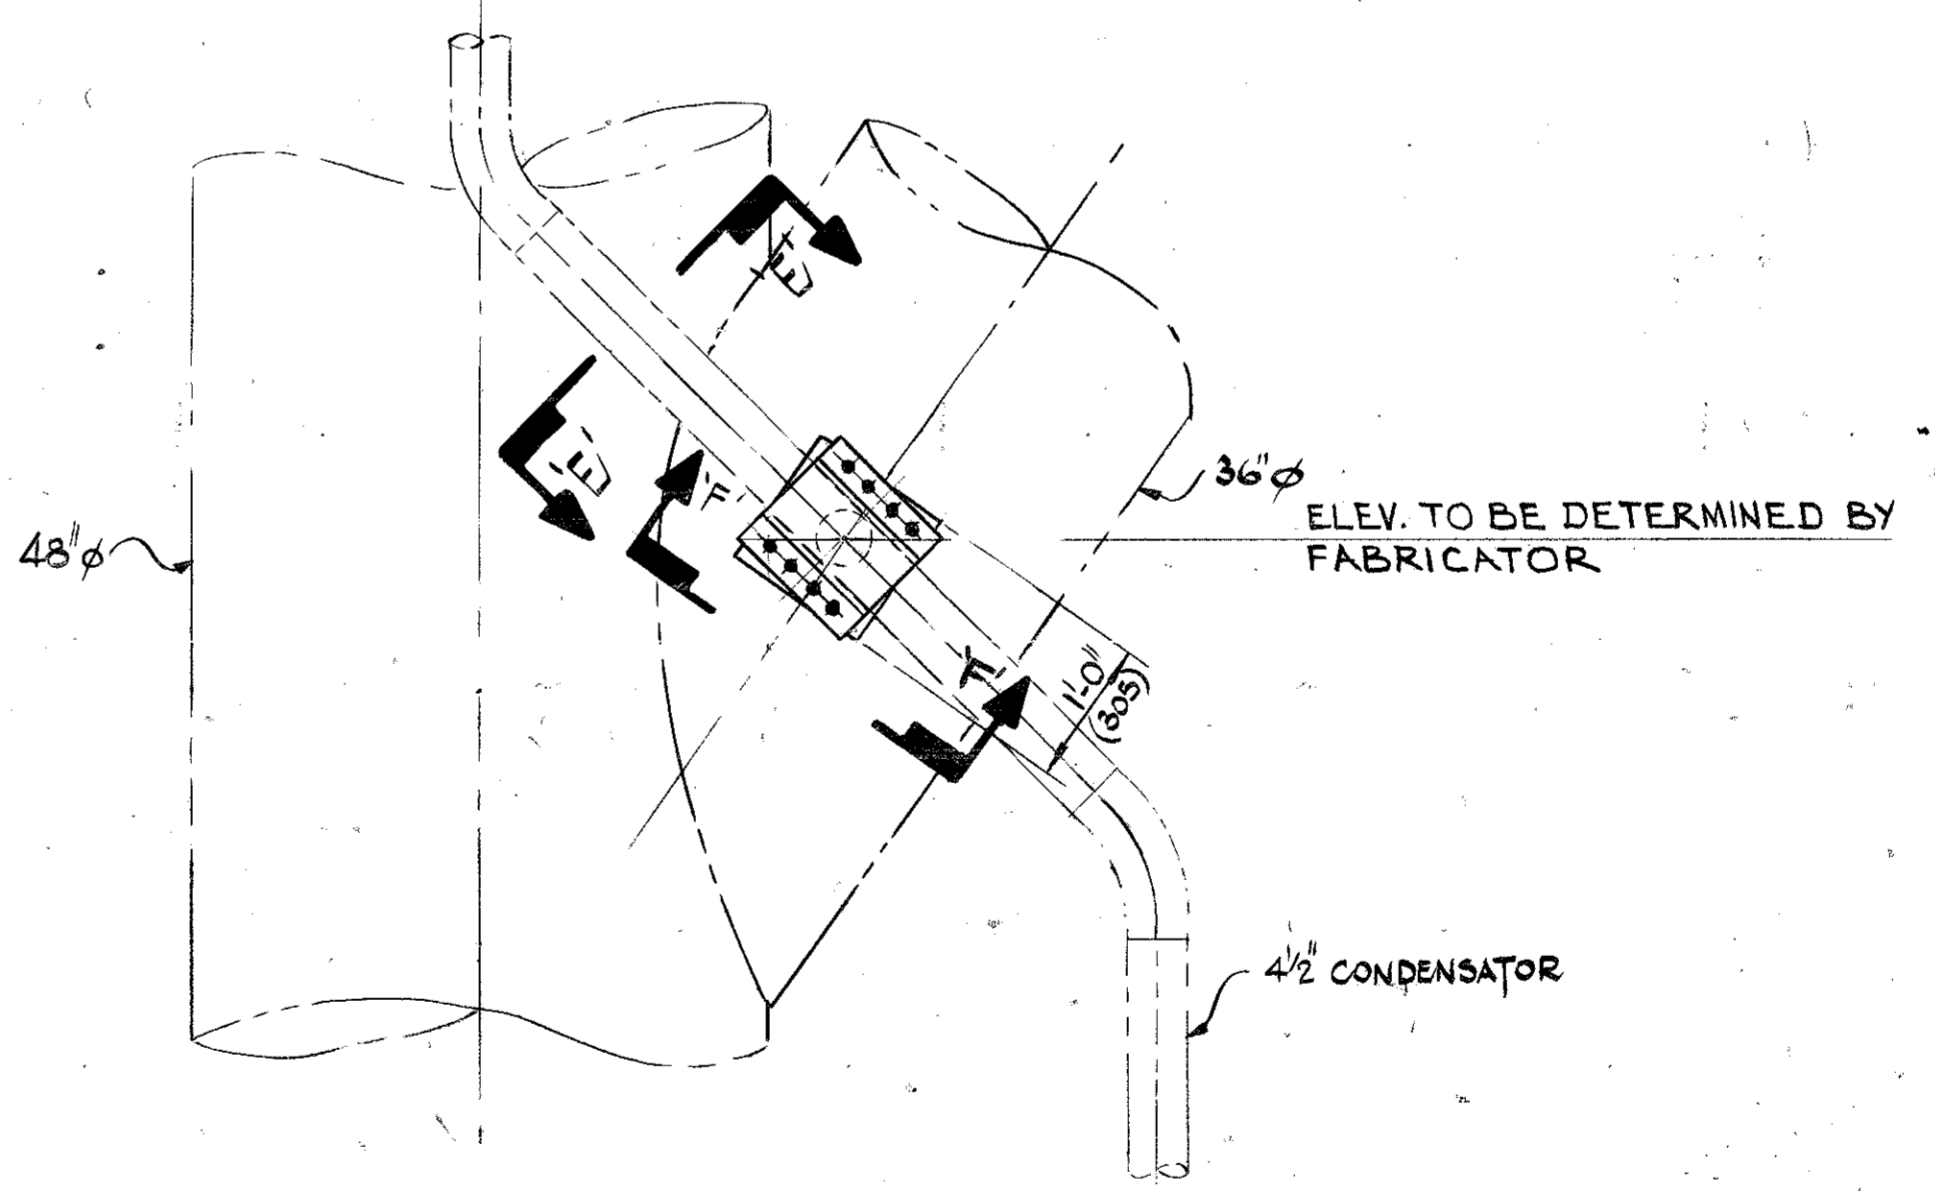 'E'
'E'
'F'
36"ϕ
ELEV. TO BE DETERMINED BY
FABRICATOR
48"ϕ
'F'
1'-0"
(305)
4½" CONDENSATOR